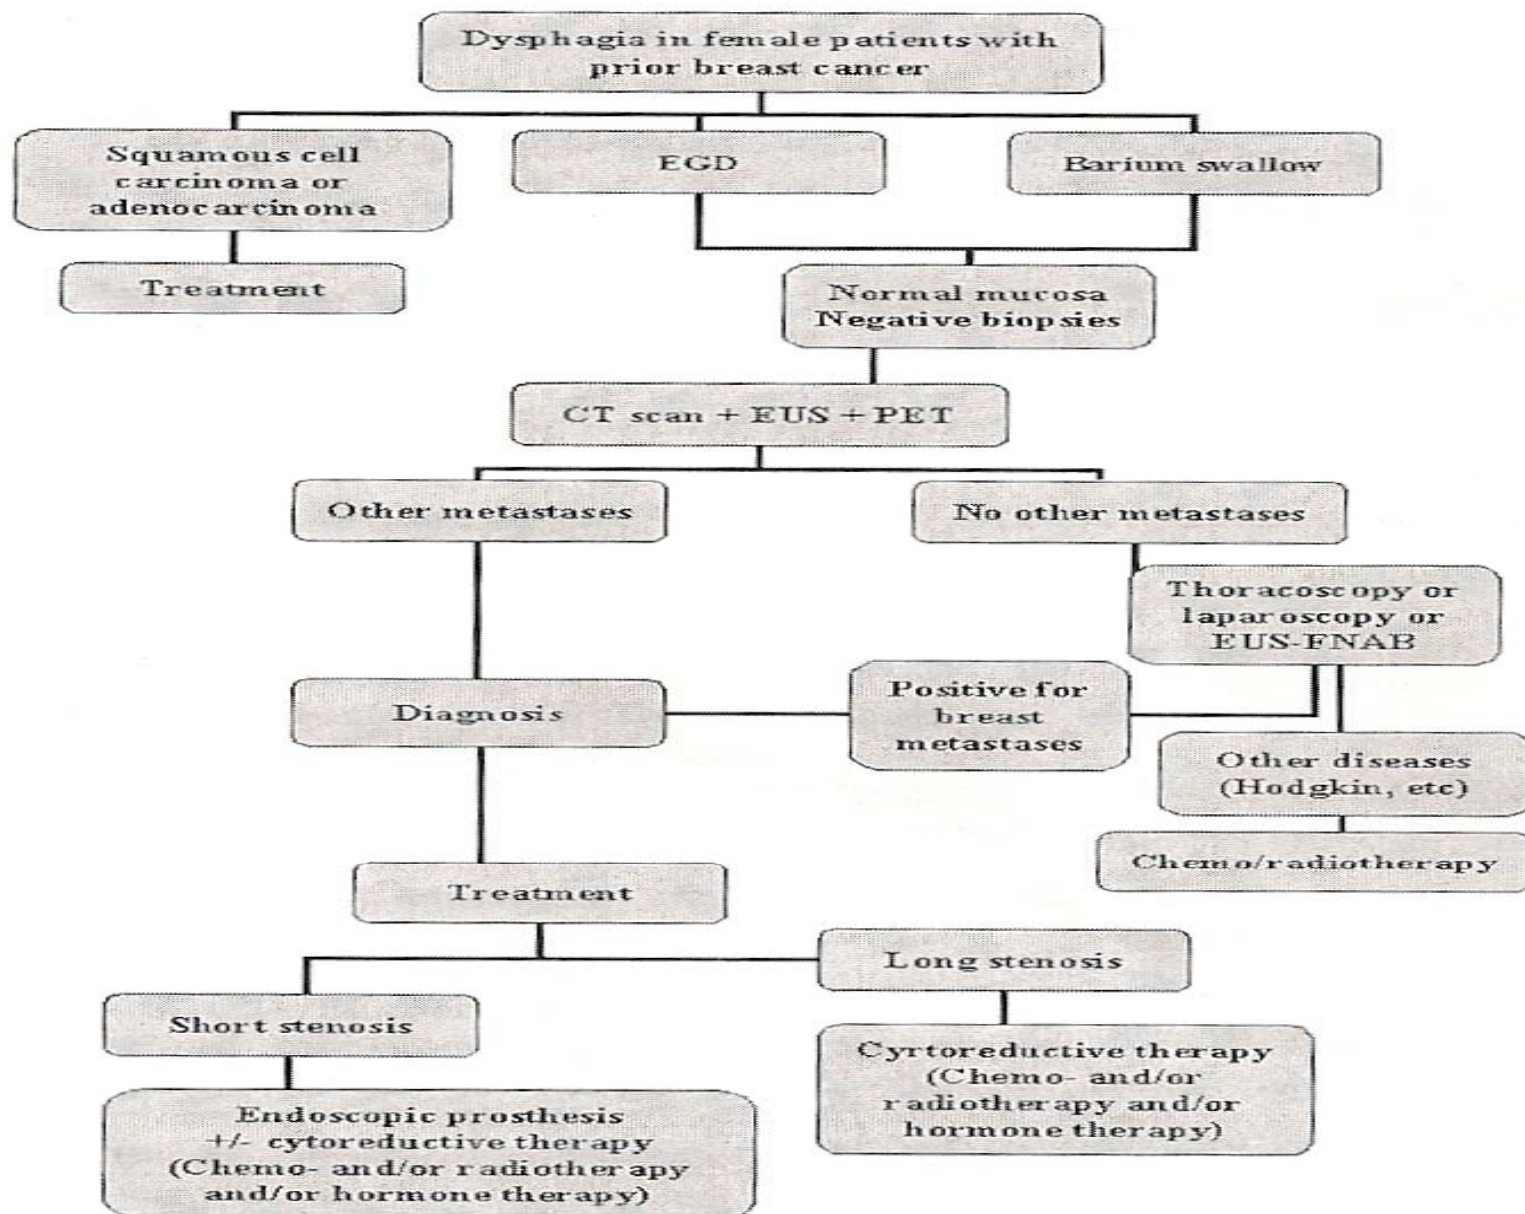 Dysphagia in female patients with
prior breast cancer
Squamous cell
carcinoma or
adenocarcinoma
EGD
Barium swallow
Treatment
Normal mucosa
Negative biopsies
CT scan + EUS + PET
Other metastases
No other metastases
Thoracoscopy or
laparoscopy or
EUS-FNAB
Diagnosis
Positive for
breast
metastases
Other diseases
(Hodgkin, etc)
Chemo/radiotherapy
Treatment
Long stenosis
Short stenosis
Cyrtoreductive therapy
(Chemo- and/or
radiotherapy and/or
hormone therapy)
Endoscopic prosthesis
+/- cytoreductive therapy
(Chemo- and/or radiotherapy
and/or hormone therapy)